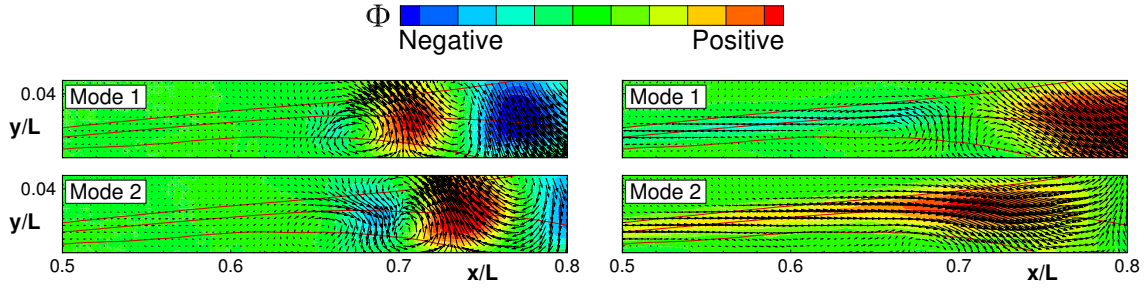 Φ
Negative Positive
0.04 Mode 1 Mode 1
y/L
0.04 Mode 2 Mode 2
y/L
0.5 0.6 0.7 x/L 0.8 0.5 0.6 0.7 x/L 0.8